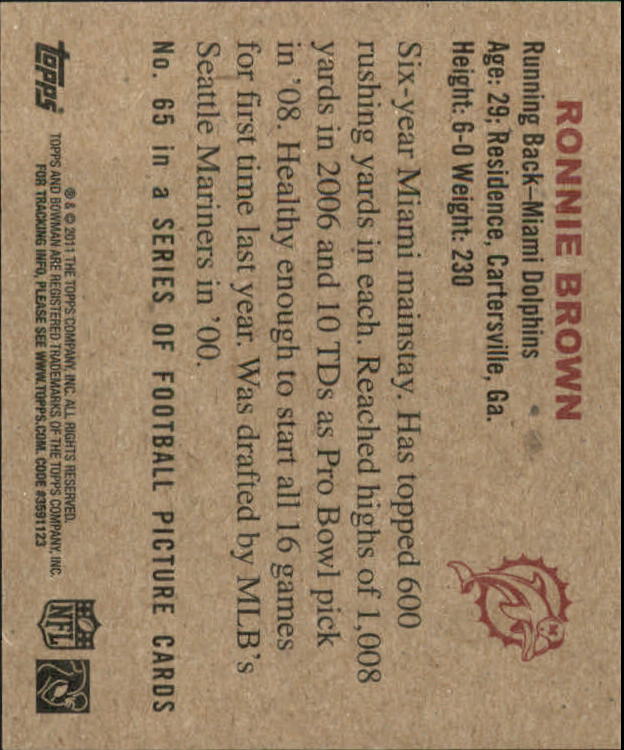 RONNIE BROWN
Running Back–Miami Dolphins
Age: 29; Residence, Cartersville, Ga.
Height: 6-0 Weight: 230
Six-year Miami mainstay. Has topped 600
rushing yards in each. Reached highs of 1,008
yards in 2006 and 10 TDs as Pro Bowl pick
in ’08. Healthy enough to start all 16 games
for first time last year. Was drafted by MLB’s
Seattle Mariners in ’00.
No. 65 in a SERIES OF FOOTBALL PICTURE CARDS
topps
® & © 2011 THE TOPPS COMPANY, INC. ALL RIGHTS RESERVED.
TOPPS AND BOWMAN ARE REGISTERED TRADEMARKS OF THE TOPPS COMPANY, INC.
*FOR TRACKING INFO, PLEASE SEE WWW.TOPPS.COM. CODE #3591123
NFL